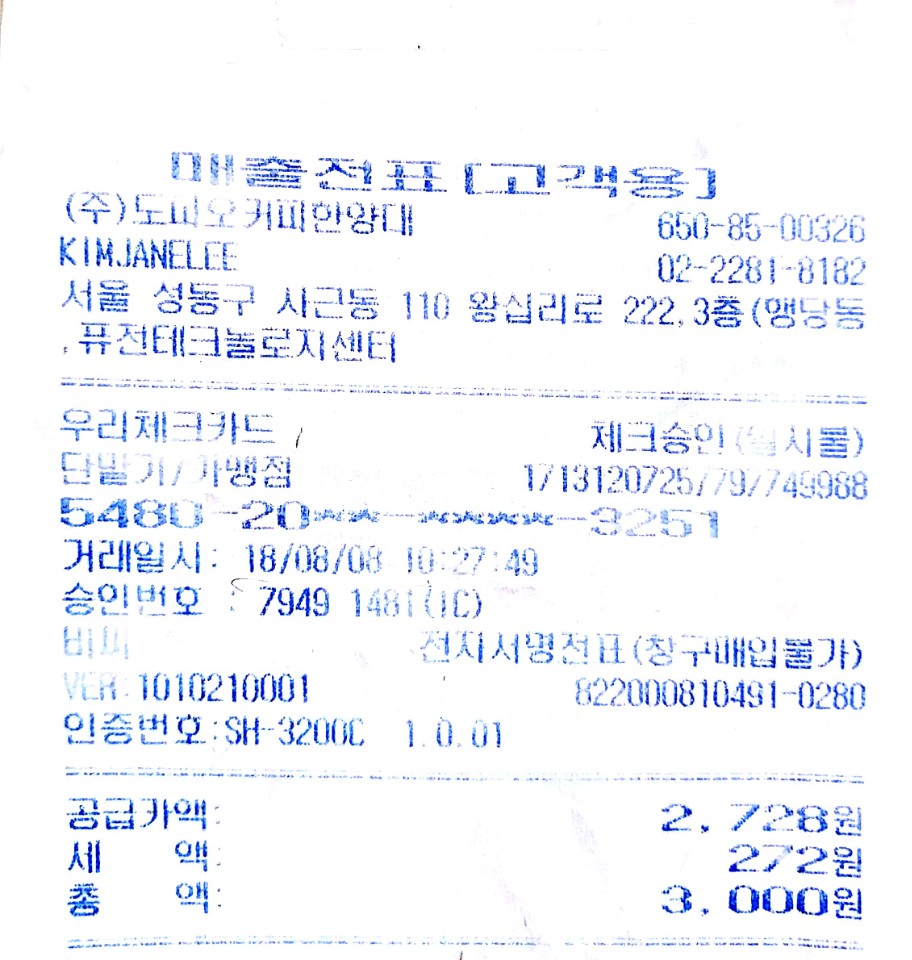 매출전표[고객용]
(주)도피오커피한양대 650-85-00326
KIMJANELEE 02-2281-8182
서울 성동구 사근동 110 왕십리로 222,3층(행당동
,퓨전테크놀로지센터
우리체크카드 체크승인(일시불)
단말기/가맹점 1713120725/79/749988
5480-20**-****-3251
거래일시: 18/08/08 10:27:49
승인번호 : 7949 1481(IC)
비씨 전자서명전표(창구매입불가)
VER:1010210001 822000810491-0280
인증번호:SH-3200C 1.0.01
공급가액: 2,728원
세 액: 272원
총 액: 3,000원